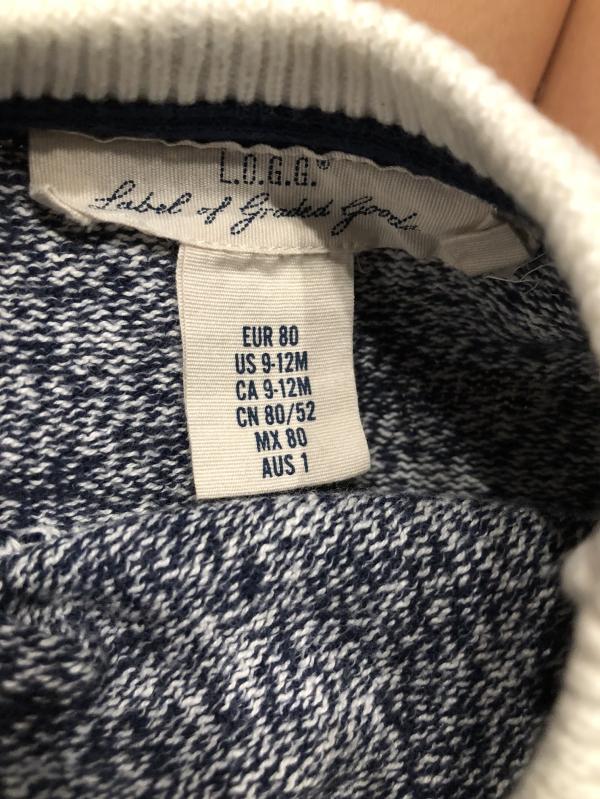 L.O.G.G.®
Label of Graded Goods
EUR 80
US 9-12M
CA 9-12M
CN 80/52
MX 80
AUS 1